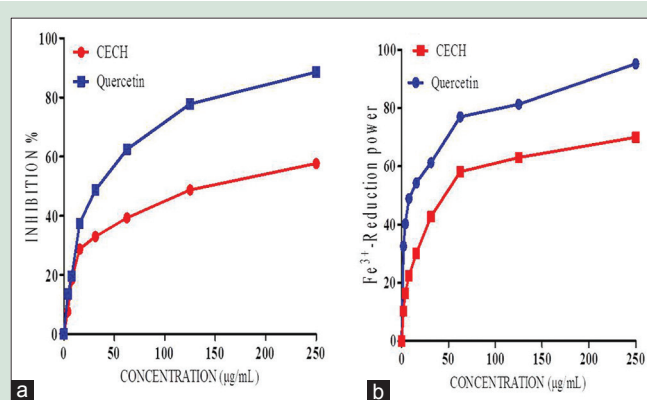 100
80
60
40
20
0
INHIBITION %
CECH
Quercetin
0
50
100
150
200
250
CONCENTRATION (µg/mL)
a
100
80
60
40
20
0
Fe3+-Reduction power
CECH
Quercetin
0
50
100
150
200
250
CONCENTRATION (µg/mL)
b